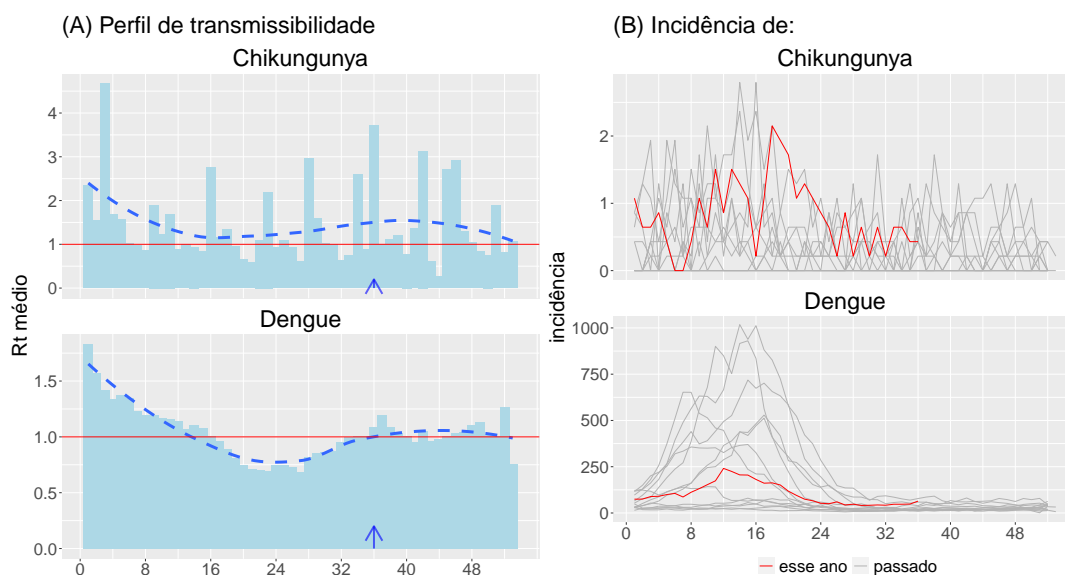 (A) Perfil de transmissibilidade
Chikungunya
4
3
2
1
0
Dengue
1.5
1.0
0.5
0.0
0 8 16 24 32 40 48
Rt médio
(B) Incidência de:
Chikungunya
2
1
0
Dengue
1000
750
500
250
0
0 8 16 24 32 40 48
incidência
esse ano passado